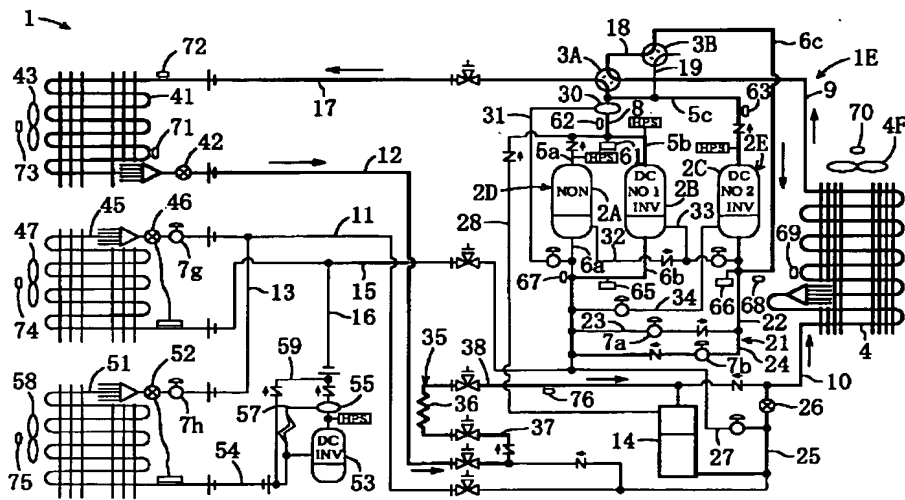 1
72
18
3A
3B
6c
1E
43
17
19
9
41
31
30
8
5c
63
70
4F
62
HPS
71
42
12
5a
HPS
61
5b
HPS
2C
2E
73
2D
NON
DC
NO 1
INV
2B
DC
NO 2
INV
45
46
11
28
2A
33
69
47
7g
32
6a
6b
67
65
66
68
15
13
34
22
74
16
23
7a
21
51
52
59
35
38
7b
24
4
58
55
57
7h
HPS
36
76
10
26
75
54
DC
INV
53
37
14
27
25